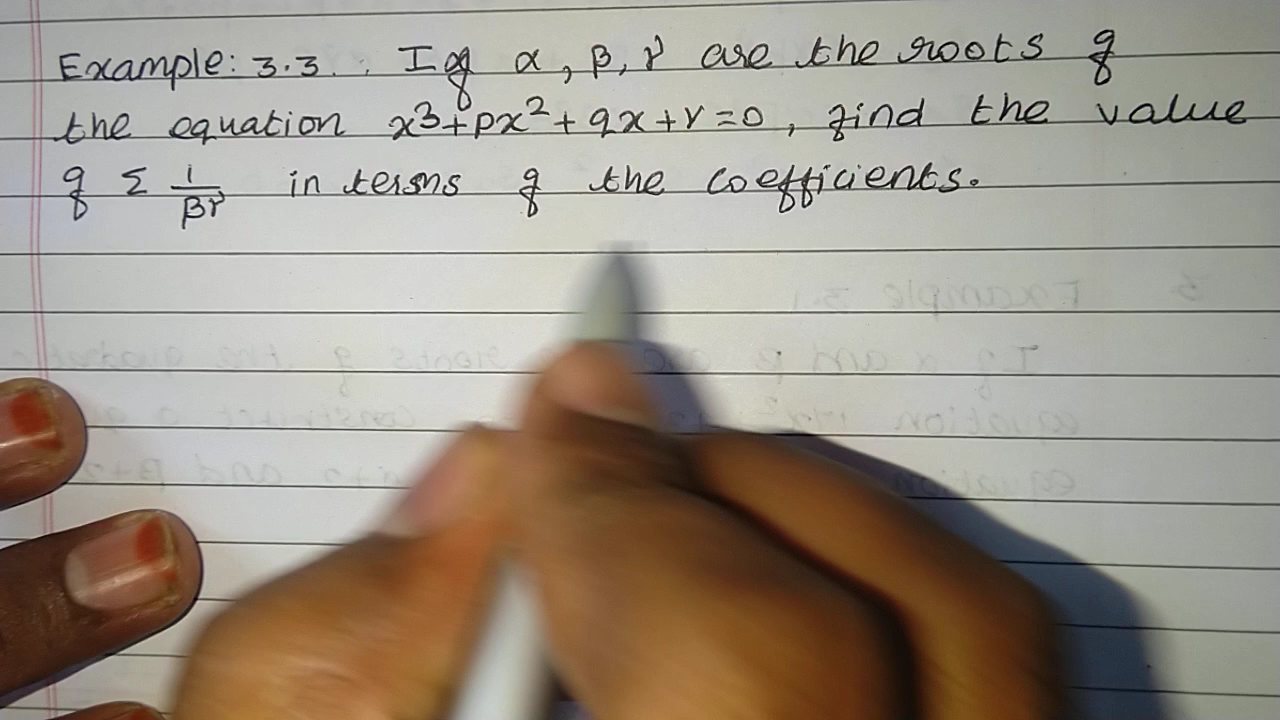 Example: 3.3. If α, β, γ are the roots of
the equation x³+px²+qx+r=0, find the value
of Σ 1/βγ in terms of the coefficients.